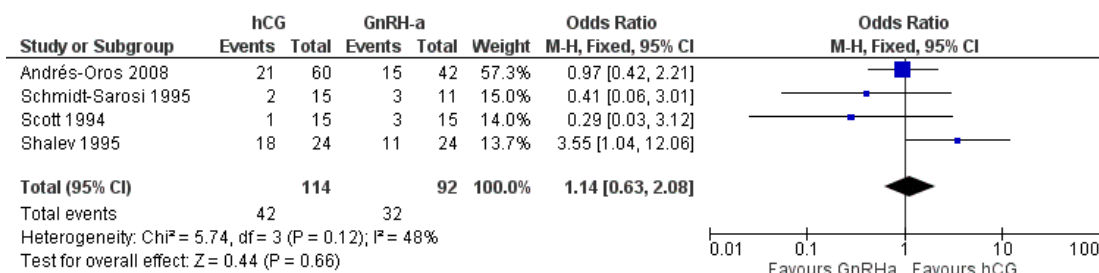 hCG GnRH-a Odds Ratio Odds Ratio
Study or Subgroup Events Total Events Total Weight M-H, Fixed, 95% CI M-H, Fixed, 95% CI
Andrés-Oros 2008 21 60 15 42 57.3% 0.97 [0.42, 2.21]
Schmidt-Sarosi 1995 2 15 3 11 15.0% 0.41 [0.06, 3.01]
Scott 1994 1 15 3 15 14.0% 0.29 [0.03, 3.12]
Shalev 1995 18 24 11 24 13.7% 3.55 [1.04, 12.06]
Total (95% CI) 114 92 100.0% 1.14 [0.63, 2.08]
Total events 42 32
Heterogeneity: Chi² = 5.74, df = 3 (P = 0.12); I² = 48%
Test for overall effect: Z = 0.44 (P = 0.66)
0.01 0.1 1 10 100
Favours GnRHa Favours hCG